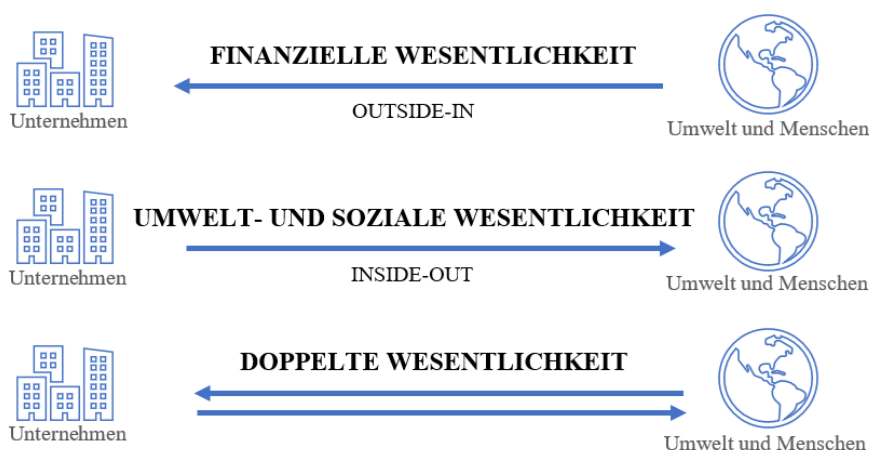 FINANZIELLE WESENTLICHKEIT
OUTSIDE-IN
Unternehmen
Umwelt und Menschen
UMWELT- UND SOZIALE WESENTLICHKEIT
INSIDE-OUT
Unternehmen
Umwelt und Menschen
DOPPELTE WESENTLICHKEIT
Unternehmen
Umwelt und Menschen